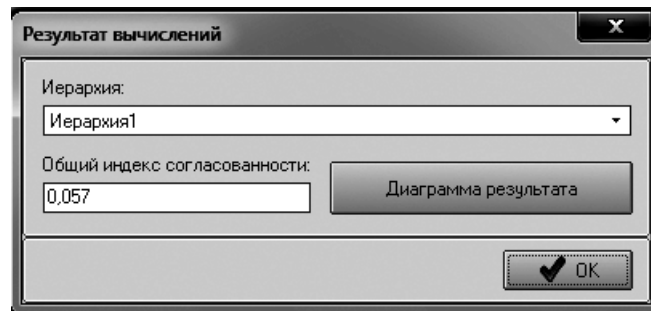 Результат вычислений
Иерархия:
Иерархия1
Общий индекс согласованности:
0,057
Диаграмма результата
OK